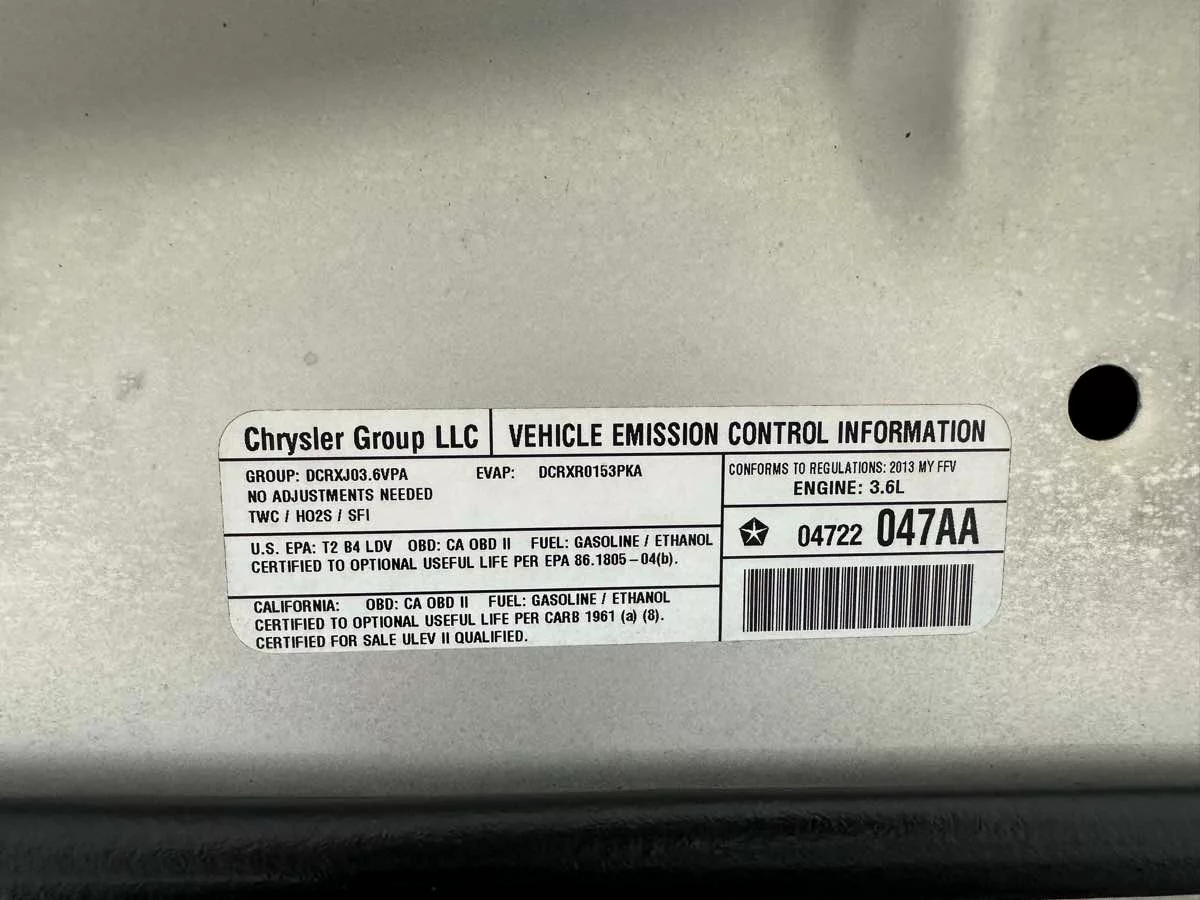 Chrysler Group LLC
VEHICLE EMISSION CONTROL INFORMATION
GROUP: DCRXJ03.6VPA EVAP: DCRXR0153PKA
NO ADJUSTMENTS NEEDED
TWC / HO2S / SFI
CONFORMS TO REGULATIONS: 2013 MY FFV
ENGINE: 3.6L
04722 047AA
U.S. EPA: T2 B4 LDV OBD: CA OBD II FUEL: GASOLINE / ETHANOL
CERTIFIED TO OPTIONAL USEFUL LIFE PER EPA 86.1805-04(b).
CALIFORNIA: OBD: CA OBD II FUEL: GASOLINE / ETHANOL
CERTIFIED TO OPTIONAL USEFUL LIFE PER CARB 1961 (a) (8).
CERTIFIED FOR SALE ULEV II QUALIFIED.